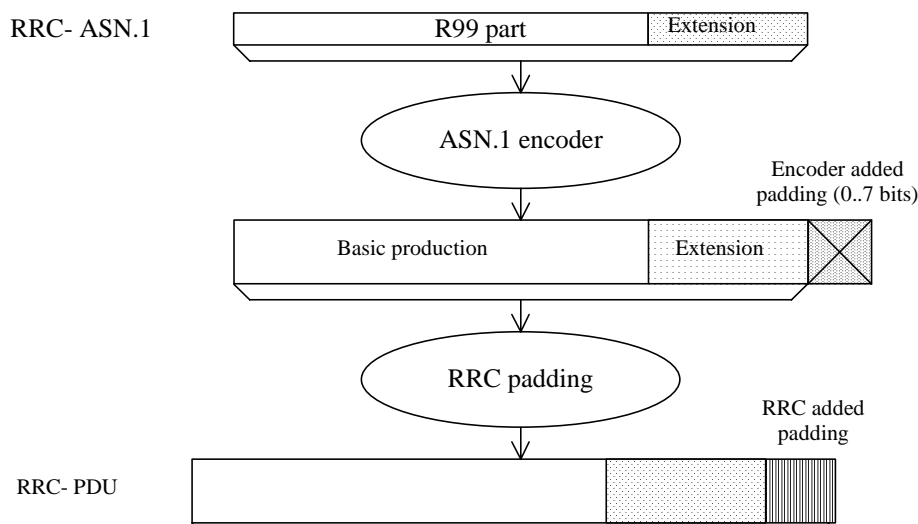 RRC- ASN.1
R99 part
Extension
ASN.1 encoder
Encoder added
padding (0..7 bits)
Basic production
Extension
RRC padding
RRC added
padding
RRC- PDU